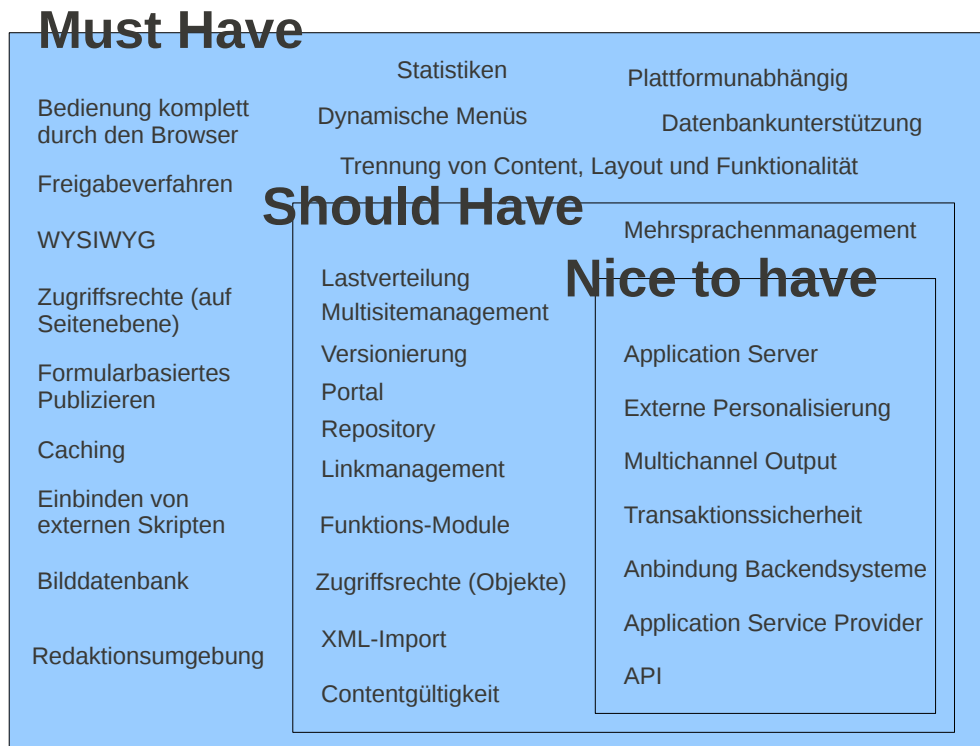 Must Have
Statistiken
Plattformunabhängig
Bedienung komplett
durch den Browser
Dynamische Menüs
Datenbankunterstützung
Trennung von Content, Layout und Funktionalität
Freigabeverfahren
WYSIWYG
Zugriffsrechte (auf
Seitenebene)
Formularbasiertes
Publizieren
Caching
Einbinden von
externen Skripten
Bilddatenbank
Redaktionsumgebung
Should Have
Mehrsprachenmanagement
Lastverteilung
Multisitemanagement
Versionierung
Portal
Repository
Linkmanagement
Funktions-Module
Zugriffsrechte (Objekte)
XML-Import
Contentgültigkeit
Nice to have
Application Server
Externe Personalisierung
Multichannel Output
Transaktionssicherheit
Anbindung Backendsysteme
Application Service Provider
API